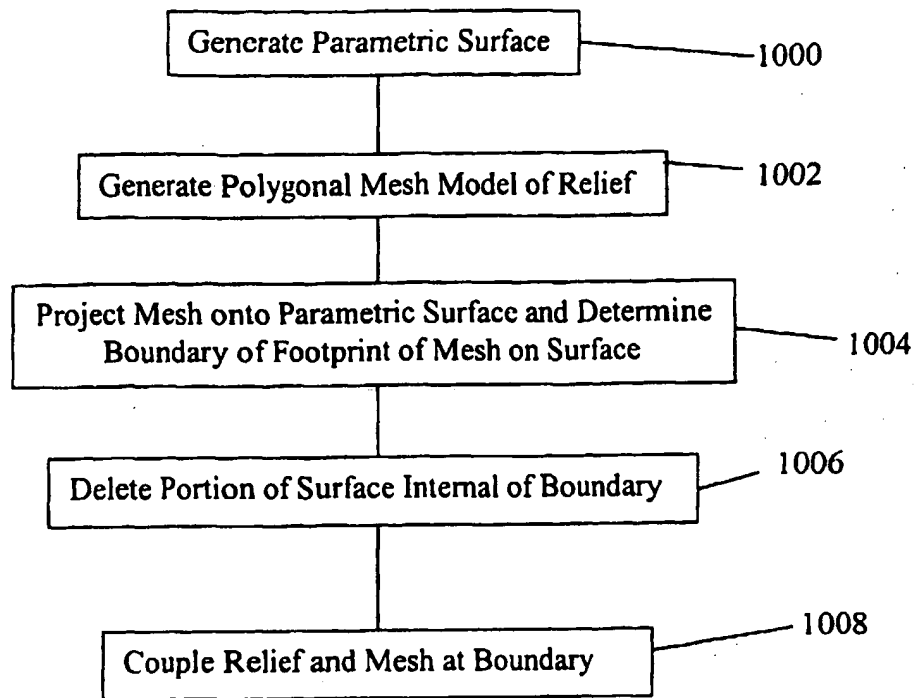 Generate Parametric Surface
1000
Generate Polygonal Mesh Model of Relief
1002
Project Mesh onto Parametric Surface and Determine
Boundary of Footprint of Mesh on Surface
1004
Delete Portion of Surface Internal of Boundary
1006
Couple Relief and Mesh at Boundary
1008